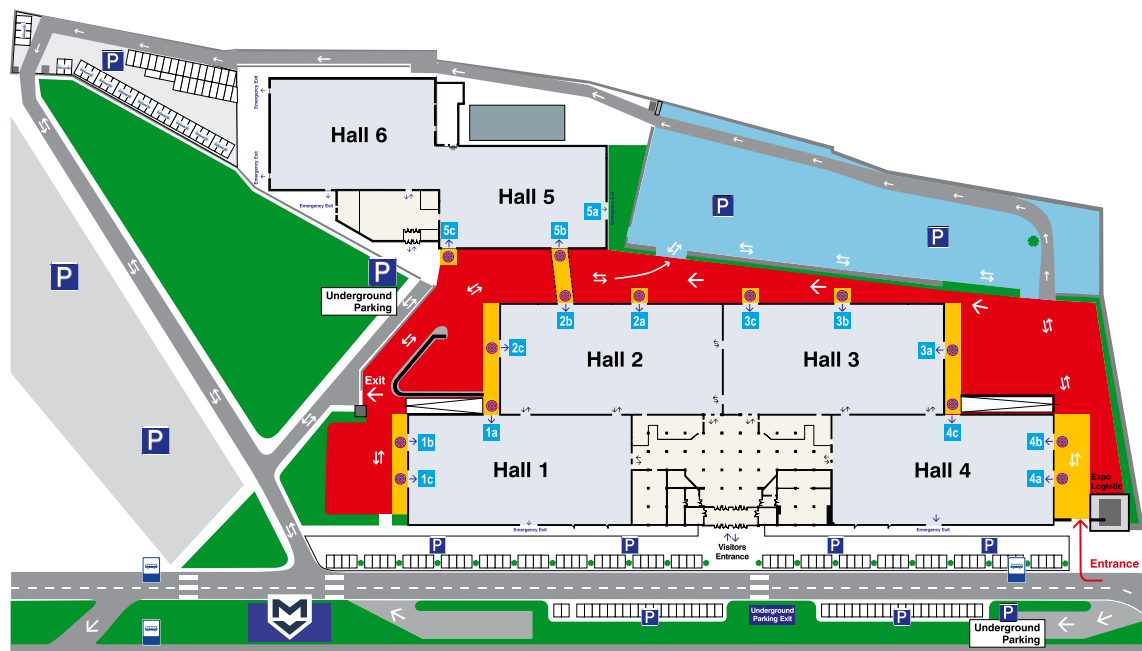 P
Emergency Exit
Hall 6
Emergency Exit
Emergency Exit
Hall 5
5a
Emergency Exit
P
P
5c
5b
P
P
Underground
Parking
2b
2a
3c
3b
2c
Hall 2
Hall 3
3a
Exit
1a
4c
P
1b
4b
Hall 1
Hall 4
1c
4a
Expo
Logistic
Emergency Exit
Emergency Exit
P
P
Visitors
Entrance
P
P
Entrance
M
P
Underground
Parking Exit
P
P
Underground
Parking